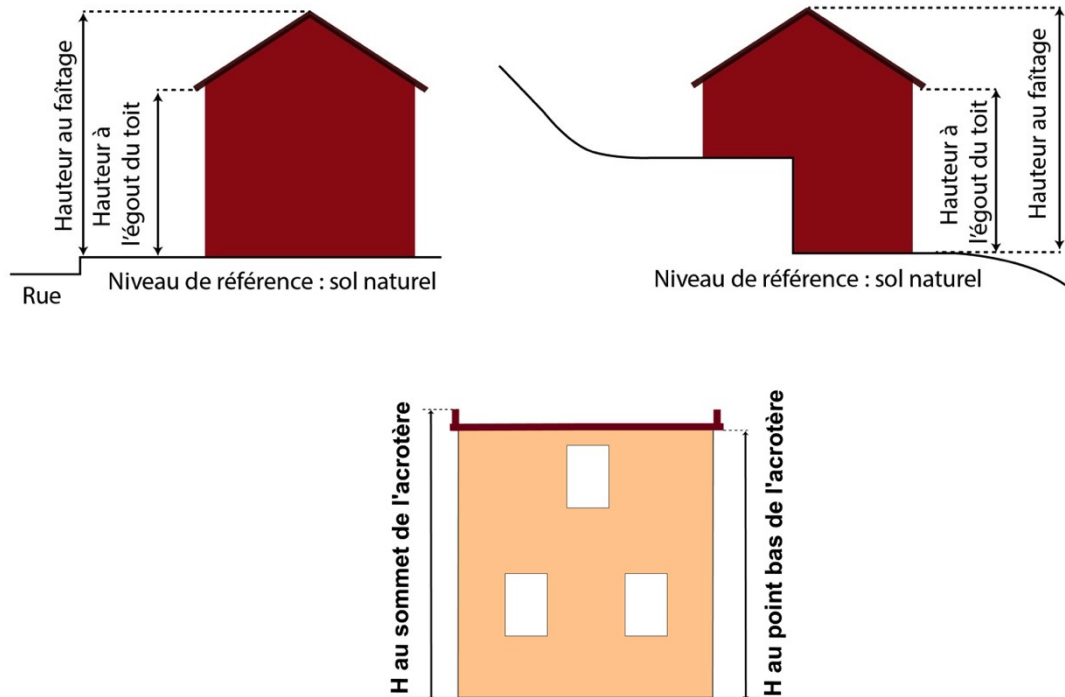 Hauteur au faîtage
Hauteur à
l'égout du toit
Rue
Niveau de référence : sol naturel
Hauteur à
l'égout du toit
Hauteur au faîtage
Niveau de référence : sol naturel
H au sommet de l'acrotère
H au point bas de l'acrotère